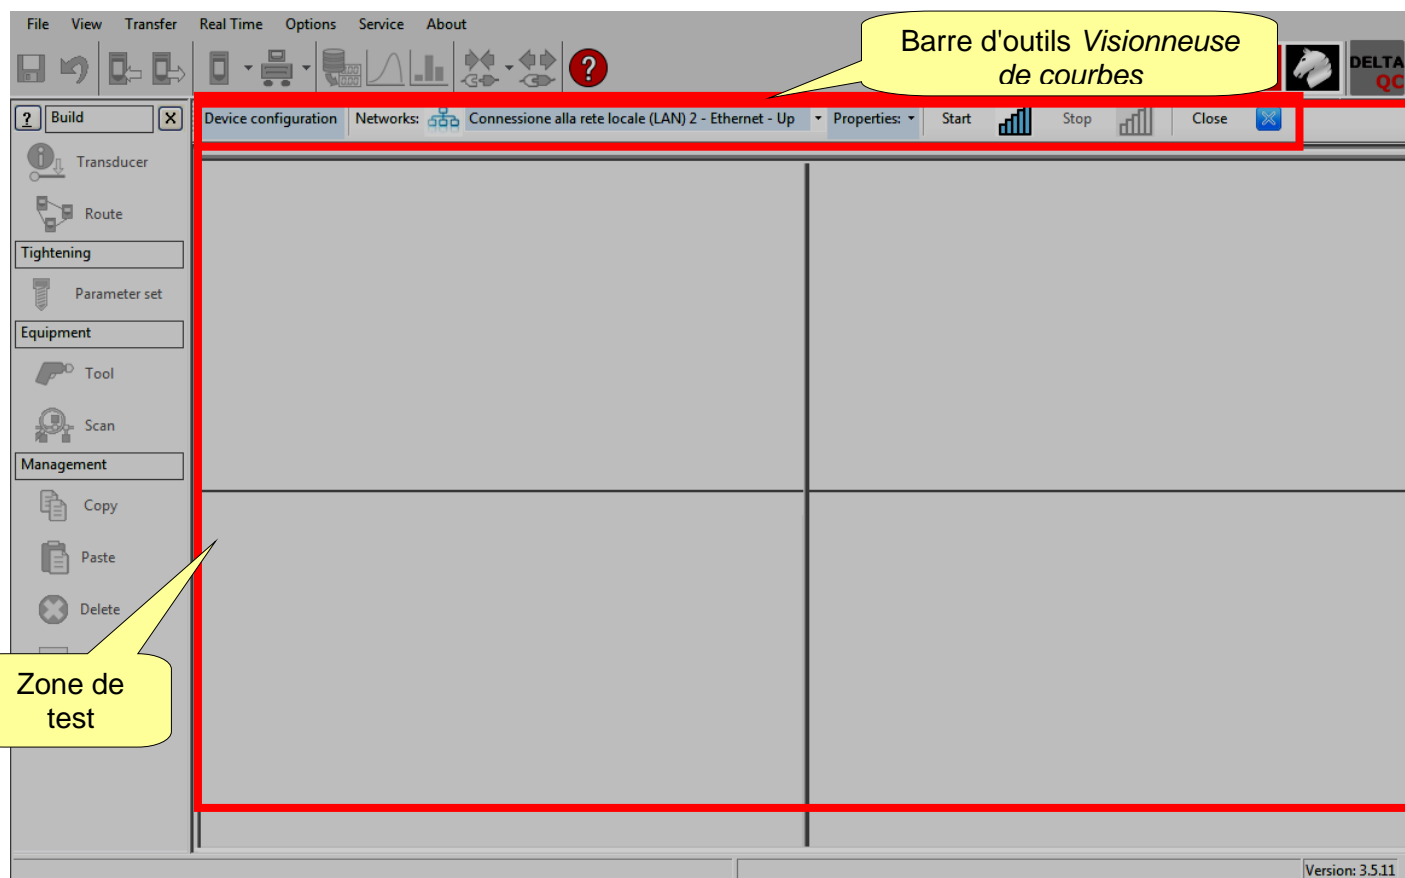 File View Transfer Real Time Options Service About
Barre d'outils Visionneuse
de courbes
DELTA
QC
? Build X
Device configuration Networks: Connessione alla rete locale (LAN) 2 - Ethernet - Up Properties: Start Stop Close
Transducer
Route
Tightening
Parameter set
Equipment
Tool
Scan
Management
Copy
Paste
Delete
Zone de
test
Version: 3.5.11